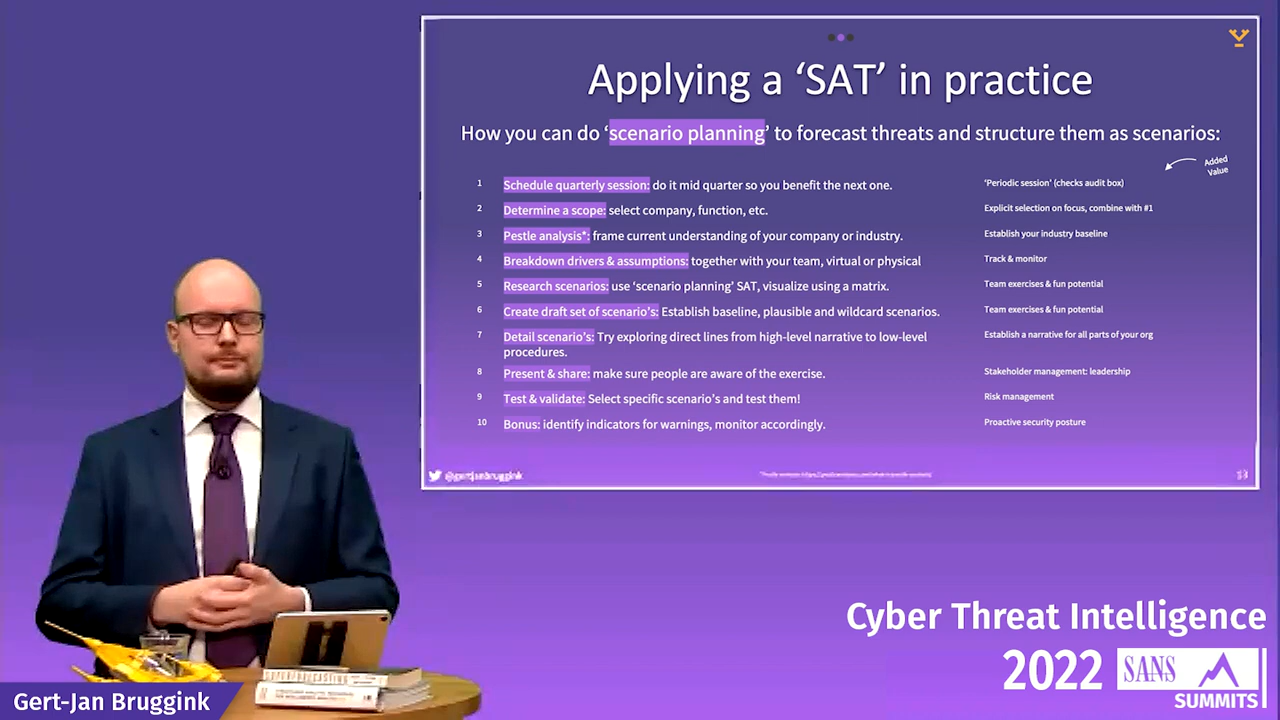 Applying a ‘SAT’ in practice
How you can do ‘scenario planning’ to forecast threats and structure them as scenarios:
Added
Value
1 Schedule quarterly session: do it mid quarter so you benefit the next one. ‘Periodic session’ (checks audit box)
2 Determine a scope: select company, function, etc. Explicit selection on focus, combine with #1
3 Pestle analysis*: frame current understanding of your company or industry. Establish your industry baseline
4 Breakdown drivers & assumptions: together with your team, virtual or physical Track & monitor
5 Research scenarios: use ‘scenario planning’ SAT, visualize using a matrix. Team exercises & fun potential
6 Create draft set of scenario’s: Establish baseline, plausible and wildcard scenarios. Team exercises & fun potential
7 Detail scenario’s: Try exploring direct lines from high-level narrative to low-level Establish a narrative for all parts of your org
procedures.
8 Present & share: make sure people are aware of the exercise. Stakeholder management: leadership
9 Test & validate: Select specific scenario’s and test them! Risk management
10 Bonus: identify indicators for warnings, monitor accordingly. Proactive security posture
@gertjanbruggink
13
Cyber Threat Intelligence
2022 SANS
SUMMITS
Gert-Jan Bruggink